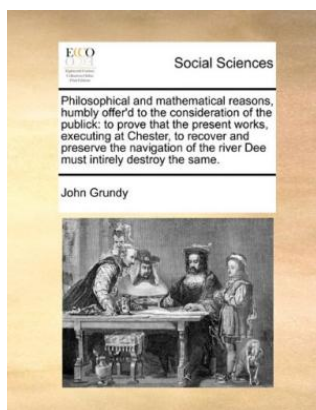 ECCO
Social Sciences
Philosophical and mathematical reasons,
humbly offer'd to the consideration of the
publick: to prove that the present works,
executing at Chester, to recover and
preserve the navigation of the river Dee
must intirely destroy the same.
John Grundy